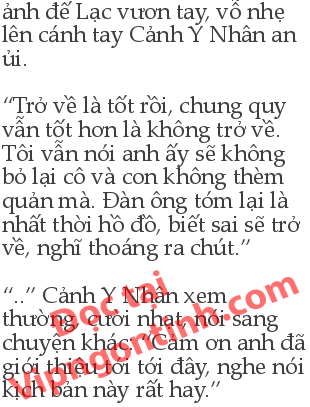 ảnh đế Lạc vươn tay, vỗ nhẹ
lên cánh tay Cảnh Y Nhân an
ủi.
“Trở về là tốt rồi, chung quy
vẫn tốt hơn là không trở về.
Tôi vẫn nói anh ấy sẽ không
bỏ lại cô và con không thèm
quản mà. Đàn ông tóm lại là
nhất thời hồ đồ, biết sai sẽ trở
về, nghĩ thoáng ra chút.”
“..” Cảnh Y Nhân xem
thường, cười nhạt, nói sang
chuyện khác: “Cảm ơn anh đã
giới thiệu tôi tới đây, nghe nói
kịch bản này rất hay.”
Đọc tại
Vipngontinh.com